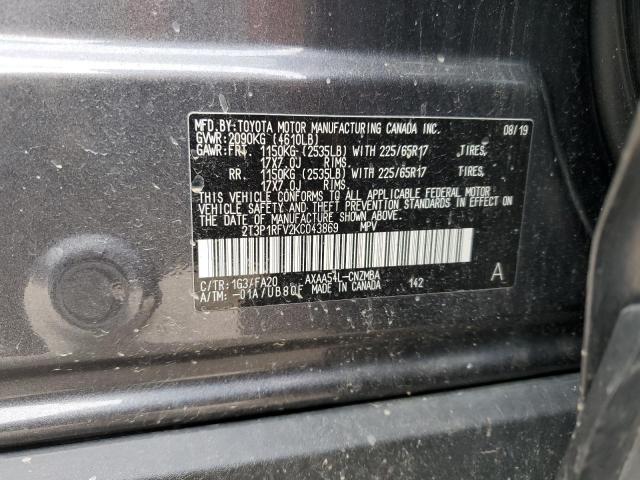 MFD.BY:TOYOTA MOTOR MANUFACTURING CANADA INC. 08/19
GVWR:2090KG (4610LB)
GAWR:FRT. 1150KG (2535LB) WITH 225/65R17 TIRES,
17X7.0J RIMS.
RR. 1150KG (2535LB) WITH 225/65R17 TIRES,
17X7.0J RIMS.
THIS VEHICLE CONFORMS TO ALL APPLICABLE FEDERAL MOTOR
VEHICLE SAFETY AND THEFT PREVENTION STANDARDS IN EFFECT ON
THE DATE OF MANUFACTURE SHOWN ABOVE.
2T3P1RFV2KC043869 MPV
C/TR:1G3/FA20 AXAA54L-CNZMBA A
A/TM: -01A/UB80F MADE IN CANADA 142